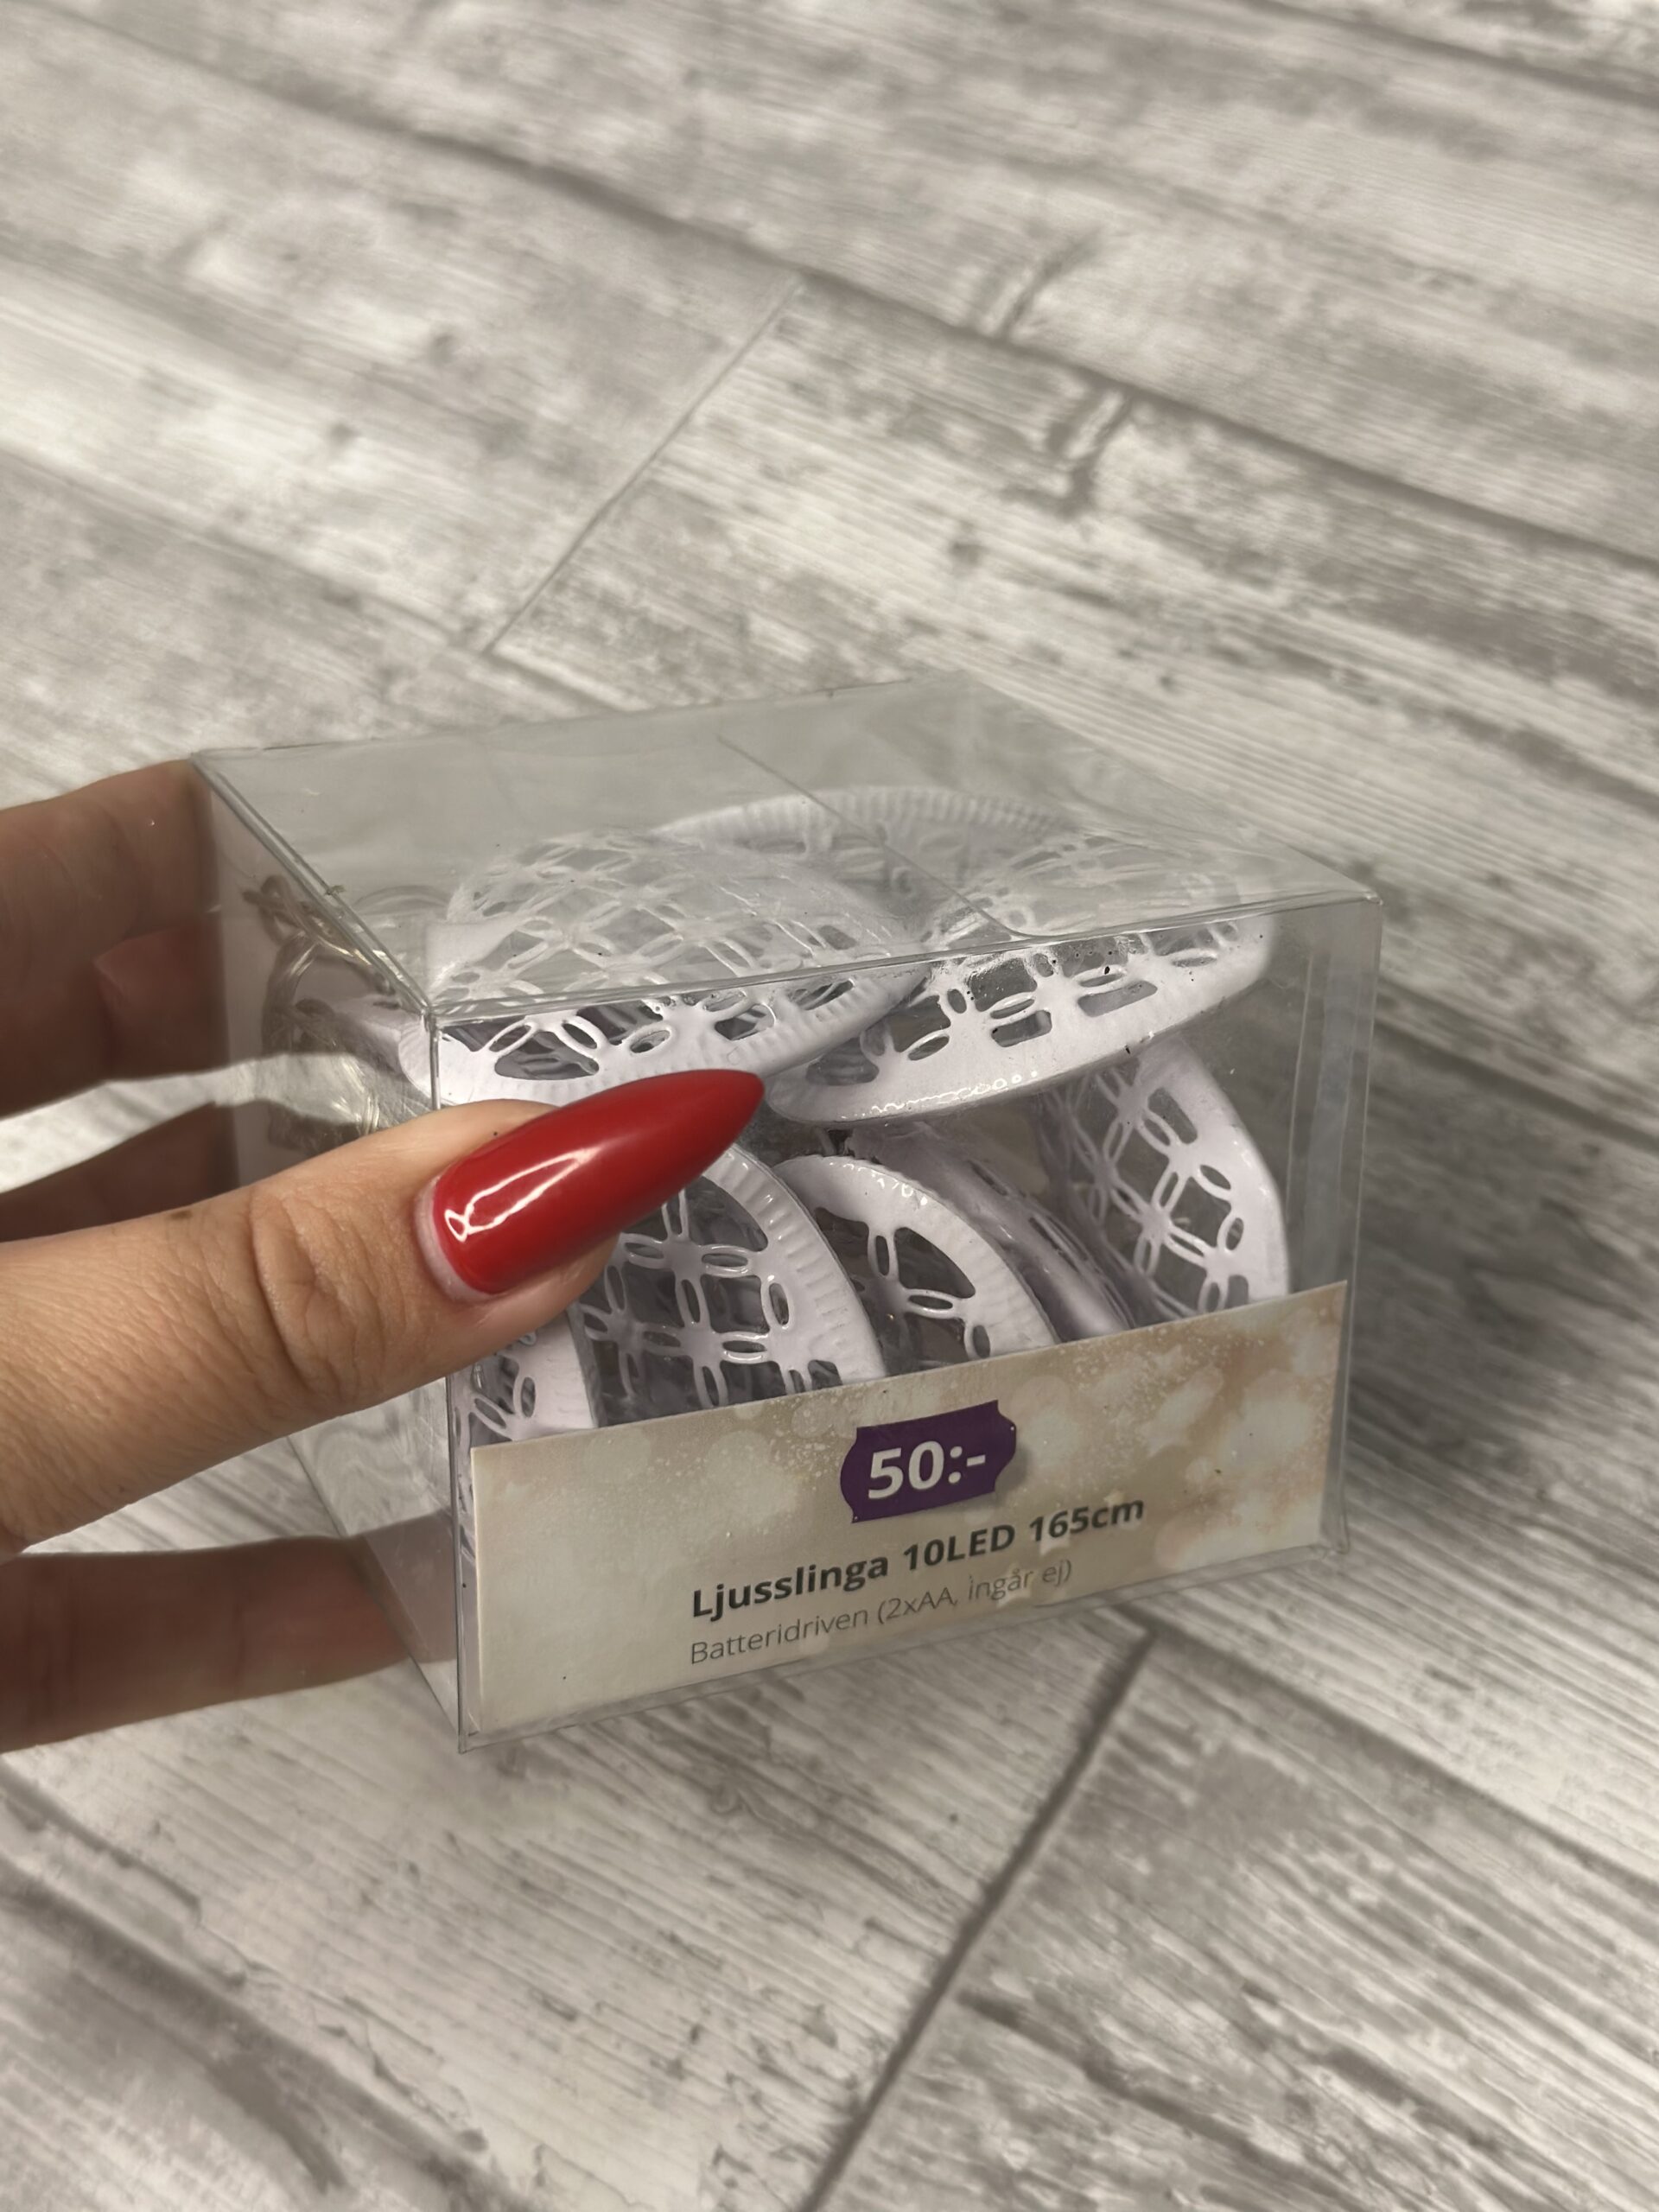 50:-
Ljusslinga 10LED 165cm
Batteridriven (2xAA, ingår ej)